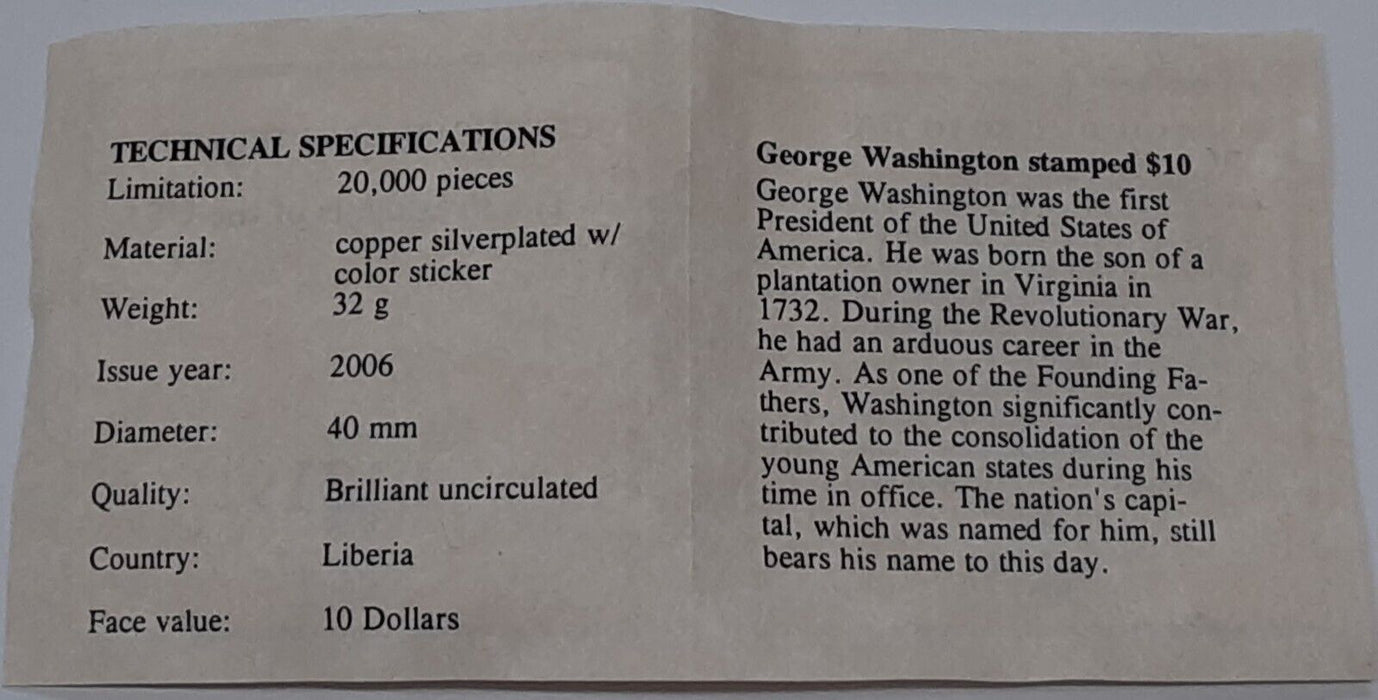 TECHNICAL SPECIFICATIONS
Limitation: 20,000 pieces
Material: copper silverplated w/
color sticker
Weight: 32 g
Issue year: 2006
Diameter: 40 mm
Quality: Brilliant uncirculated
Country: Liberia
Face value: 10 Dollars
George Washington stamped $10
George Washington was the first
President of the United States of
America. He was born the son of a
plantation owner in Virginia in
1732. During the Revolutionary War,
he had an arduous career in the
Army. As one of the Founding Fa-
thers, Washington significantly con-
tributed to the consolidation of the
young American states during his
time in office. The nation's capi-
tal, which was named for him, still
bears his name to this day.